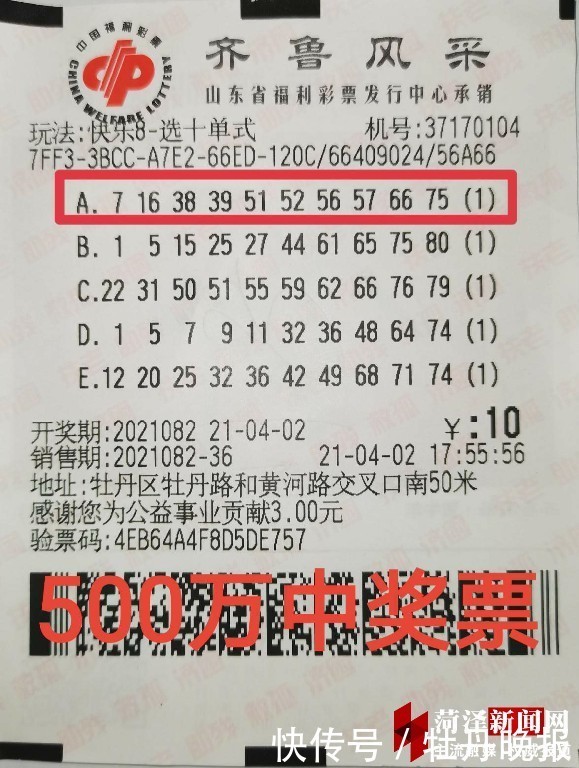 中国福利彩票
CHINA WELFARE LOTTERY
齐鲁风采
山东省福利彩票发行中心承销
玩法:快乐8-选十单式 机号:37170104
7FF3-3BCC-A7E2-66ED-120C/66409024/56A66
A. 7 16 38 39 51 52 56 57 66 75 (1)
B. 1 5 15 25 27 44 61 65 75 80 (1)
C.22 31 50 51 55 59 62 66 76 79 (1)
D. 1 5 7 9 11 32 36 48 64 74 (1)
E.12 20 25 32 36 42 49 68 71 74 (1)
开奖期:2021082 21-04-02 ¥:10
销售期:2021082-36 21-04-02 17:55:56
地址:牡丹区牡丹路和黄河路交叉口南50米
感谢您为公益事业贡献3.00元
验票码:4EB64A4F8D5DE757
500万中奖票
菏泽新闻网
快传号/牡丹晚报